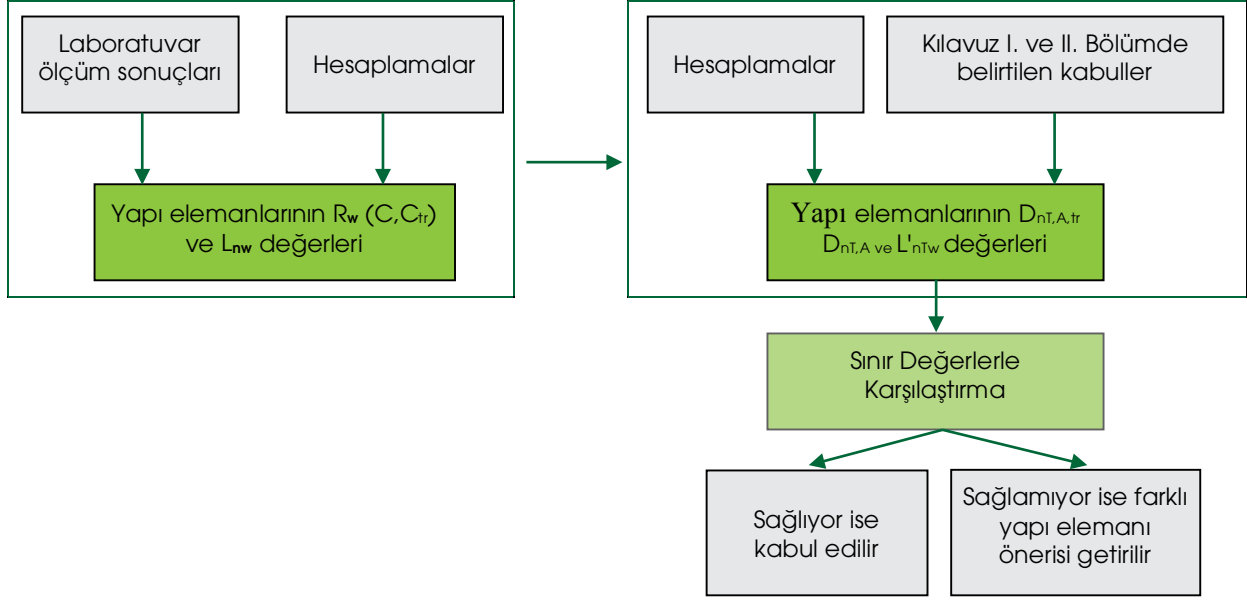 Laboratuvar
ölçüm sonuçları
Hesaplamalar
Yapı elemanlarının Rw (C,Ctr)
ve Lnw değerleri
Hesaplamalar
Kılavuz I. ve II. Bölümde
belirtilen kabuller
Yapı elemanlarının DnT,A,tr
DnT,A ve L'nTw değerleri
Sınır Değerlerle
Karşılaştırma
Sağlıyor ise
kabul edilir
Sağlamıyor ise farklı
yapı elemanı
önerisi getirilir